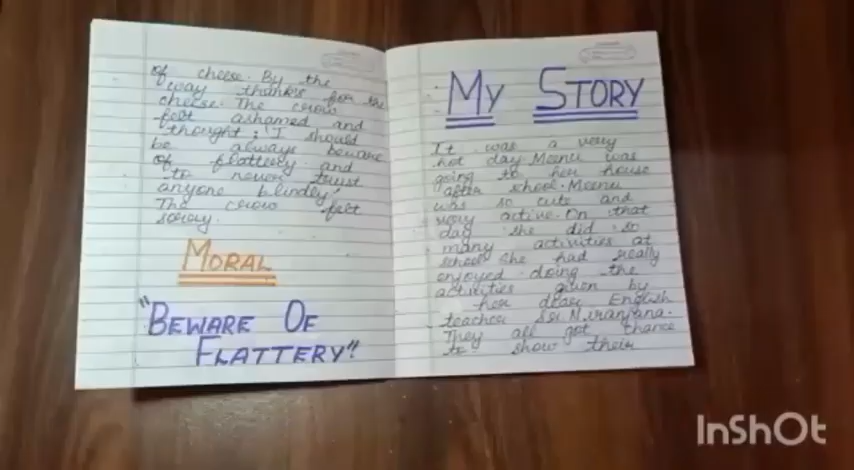 of cheese. By the
way thanks for the
cheese. The crow
felt ashamed and
thought; I should
be always beware
of flattery and
to never trust
anyone blindly!
The crow felt
sorry.
MORAL
"BEWARE OF
FLATTERY"
MY STORY
It was a very
hot day. Meenu was
going to her house
after school. Meenu
was so cute and
very active. On that
day she did so
many activities at
school. She had really
enjoyed doing the
activities given by
her dear English
teacher Niranjana.
They all got chance
to show their
InShOt